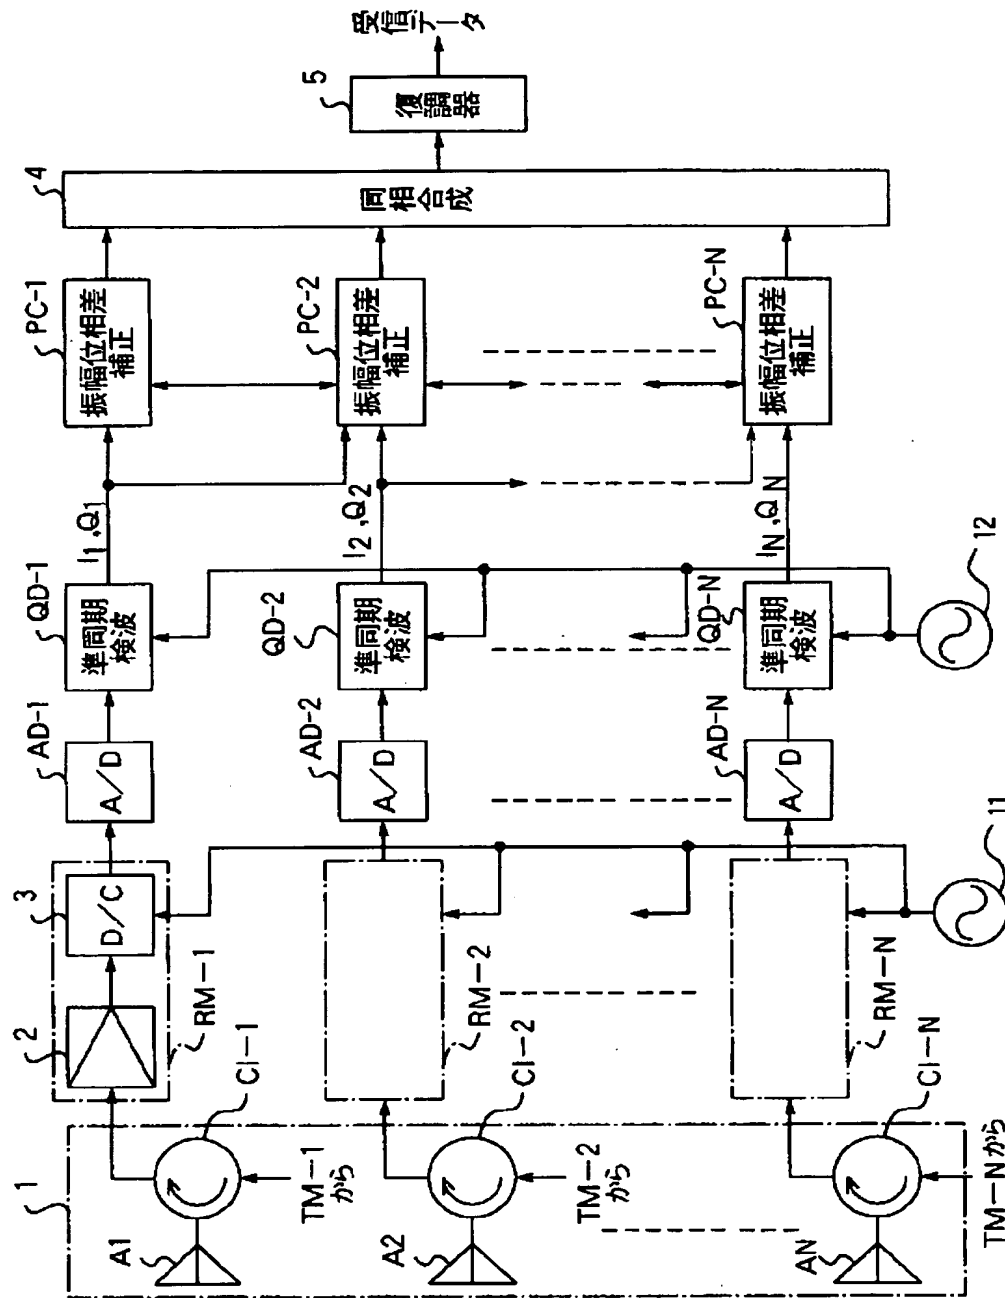 1
A1
CI-1
TM-1
から
2
3
D/C
RM-1
AD-1
A/D
QD-1
準同期
検波
I1,Q1
PC-1
振幅位相差
補正
4
同相合成
5
復調器
受信データ
A2
CI-2
TM-2
から
RM-2
AD-2
A/D
QD-2
準同期
検波
I2,Q2
PC-2
振幅位相差
補正
AN
CI-N
TM-Nから
RM-N
AD-N
A/D
QD-N
準同期
検波
IN,QN
PC-N
振幅位相差
補正
11
12